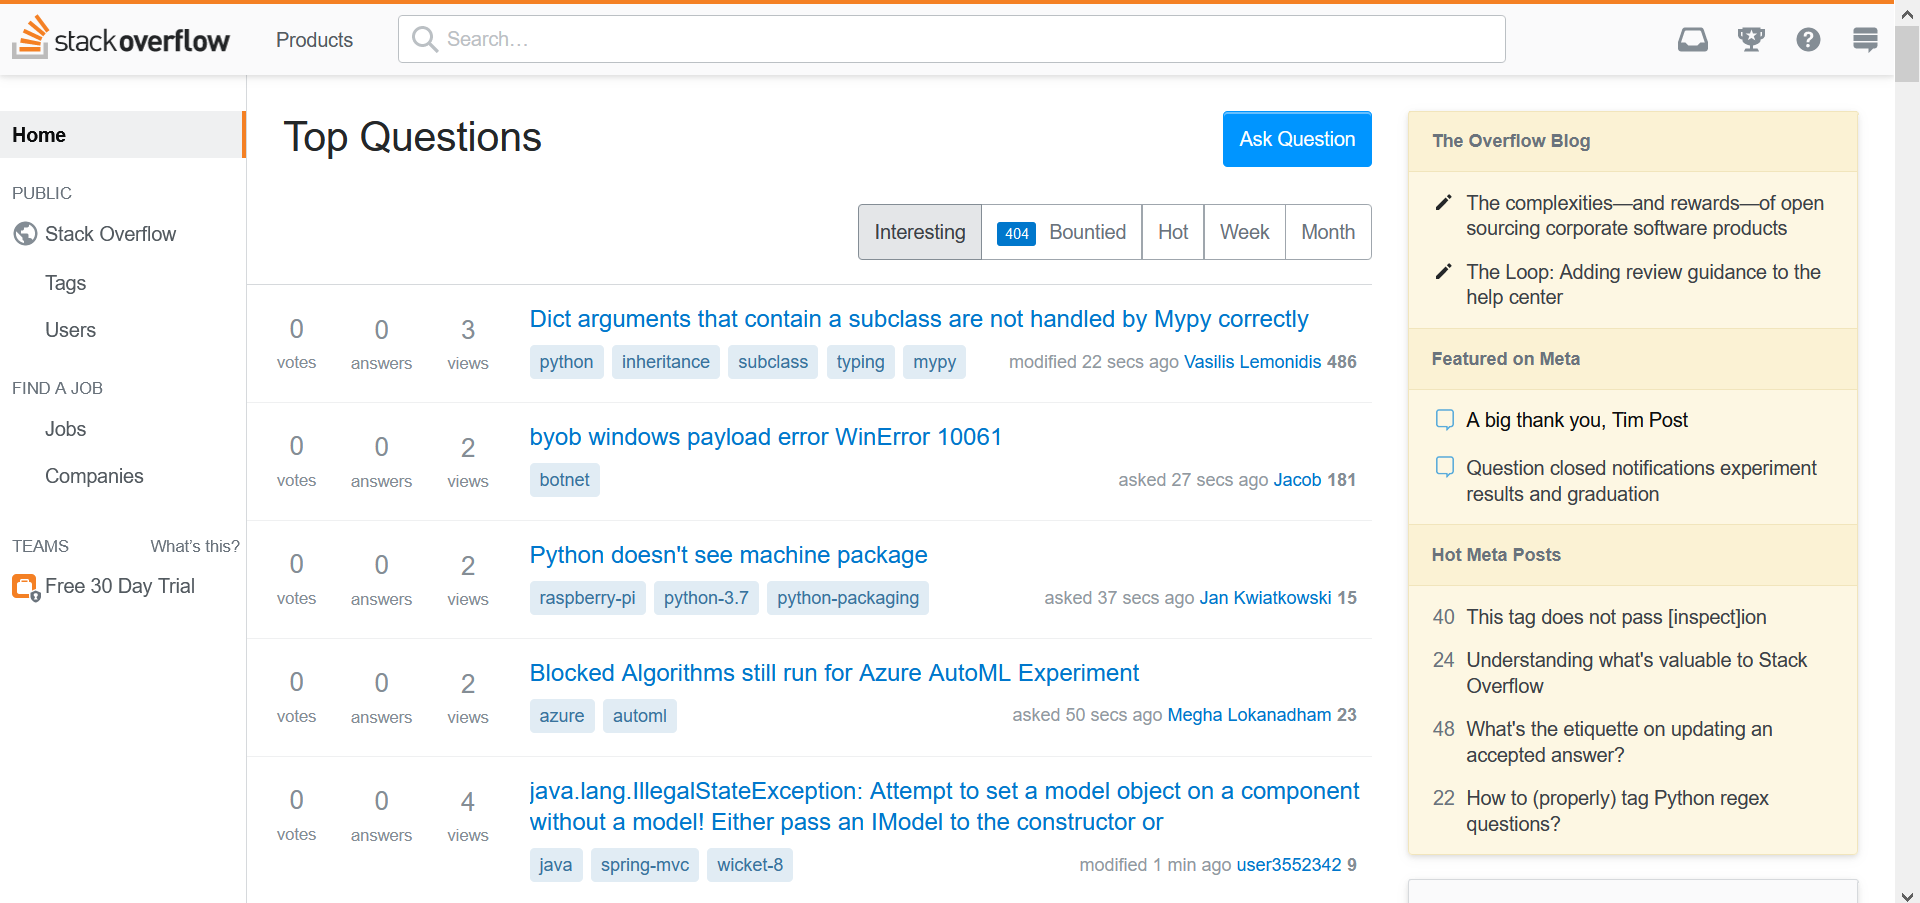 stackoverflow
Products
Search…
Home
PUBLIC
Stack Overflow
Tags
Users
FIND A JOB
Jobs
Companies
TEAMS What's this?
Free 30 Day Trial
Top Questions
Ask Question
Interesting 404 Bountied Hot Week Month
0 votes 0 answers 3 views
Dict arguments that contain a subclass are not handled by Mypy correctly
python inheritance subclass typing mypy
modified 22 secs ago Vasilis Lemonidis 486
0 votes 0 answers 2 views
byob windows payload error WinError 10061
botnet
asked 27 secs ago Jacob 181
0 votes 0 answers 2 views
Python doesn't see machine package
raspberry-pi python-3.7 python-packaging
asked 37 secs ago Jan Kwiatkowski 15
0 votes 0 answers 2 views
Blocked Algorithms still run for Azure AutoML Experiment
azure automl
asked 50 secs ago Megha Lokanadham 23
0 votes 0 answers 4 views
java.lang.IllegalStateException: Attempt to set a model object on a component
without a model! Either pass an IModel to the constructor or
java spring-mvc wicket-8
modified 1 min ago user3552342 9
The Overflow Blog
The complexities—and rewards—of open
sourcing corporate software products
The Loop: Adding review guidance to the
help center
Featured on Meta
A big thank you, Tim Post
Question closed notifications experiment
results and graduation
Hot Meta Posts
40 This tag does not pass [inspect]ion
24 Understanding what's valuable to Stack
Overflow
48 What's the etiquette on updating an
accepted answer?
22 How to (properly) tag Python regex
questions?